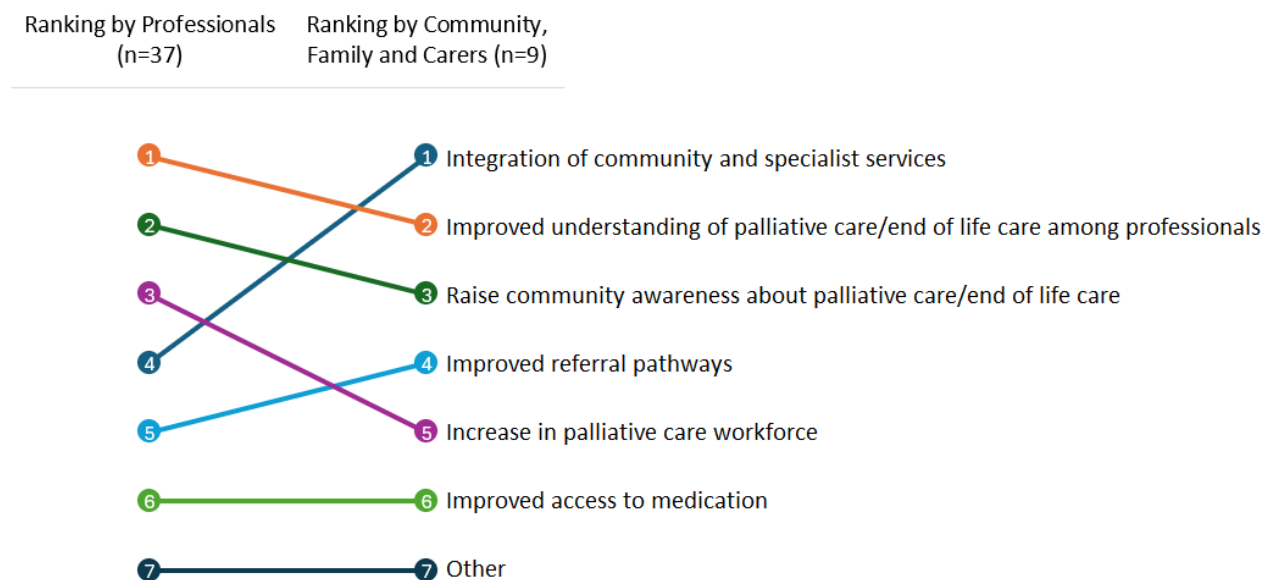 Ranking by Professionals
(n=37)
Ranking by Community,
Family and Carers (n=9)
1 1 Integration of community and specialist services
2 2 Improved understanding of palliative care/end of life care among professionals
3 3 Raise community awareness about palliative care/end of life care
4 4 Improved referral pathways
5 5 Increase in palliative care workforce
6 6 Improved access to medication
7 7 Other